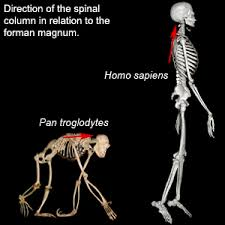 Direction of the spinal
column in relation to the
forman magnum.
Homo sapiens
Pan troglodytes